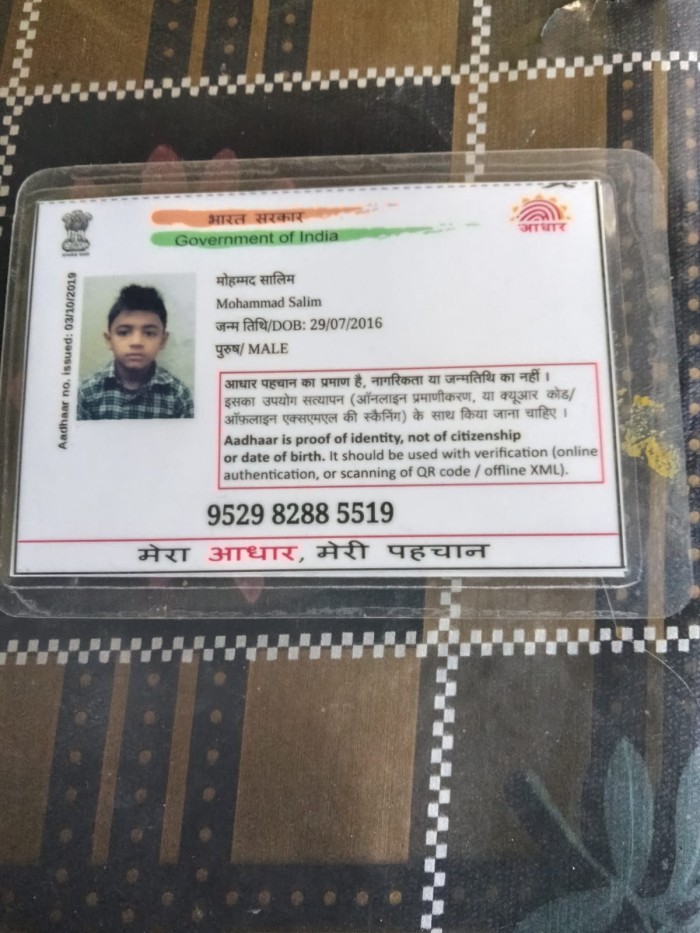 भारत सरकार
Government of India
आधार
Aadhaar no. issued: 03/10/2019
मोहम्मद सालिम
Mohammad Salim
जन्म तिथि/DOB: 29/07/2016
पुरुष/ MALE
आधार पहचान का प्रमाण है, नागरिकता या जन्मतिथि का नहीं ।
इसका उपयोग सत्यापन (ऑनलाइन प्रमाणीकरण, या क्यूआर कोड/
ऑफ़लाइन एक्सएमएल की स्कैनिंग) के साथ किया जाना चाहिए ।
Aadhaar is proof of identity, not of citizenship
or date of birth. It should be used with verification (online
authentication, or scanning of QR code / offline XML).
9529 8288 5519
मेरा आधार, मेरी पहचान